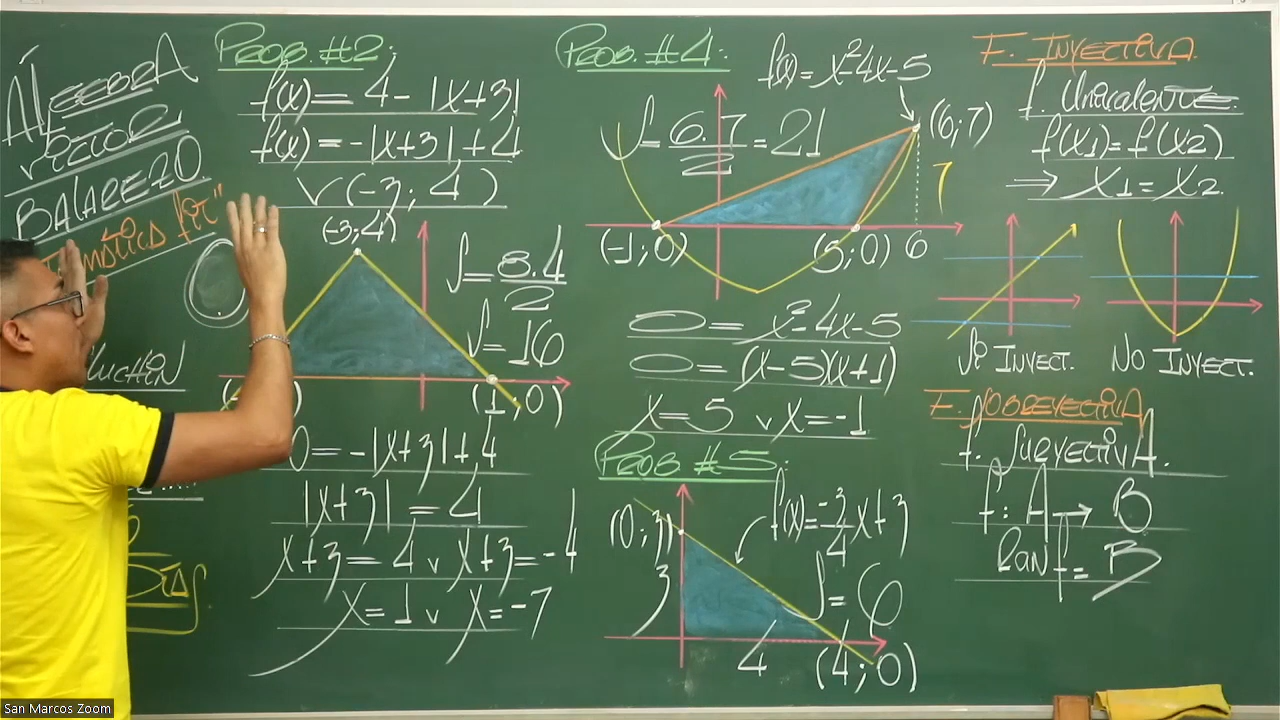 ÁlgebrA
VÍCTOR
BALAREZO
PROB. #2:
f(x) = 4 - |x+3|
f(x) = -|x+3| + 4
V(-3; 4)
(-3; 4)
S = 8.4/2
S = 16
(1; 0)
0 = -|x+3| + 4
|x+3| = 4
x+3 = 4 v x+3 = -4
x = 1 v x = -7
PROB. #4:
f(x) = x²-4x-5
S = 6.7/2 = 21
(6; 7)
7
(-1; 0)
(5; 0)
6
0 = x²-4x-5
0 = (x-5)(x+1)
x = 5 v x = -1
PROB #5:
(0; 3)
f(x) = -3/4 x + 3
3
S = 6
4
(4; 0)
F. INYECTIVA
f. Univalente.
f(x1) = f(x2)
⇒ x1 = x2.
SI INYECT.
NO INYECT.
F. SOBREYECTIVA
f. SURYECTIVA.
f: A → B
Ranf = B
San Marcos Zoom